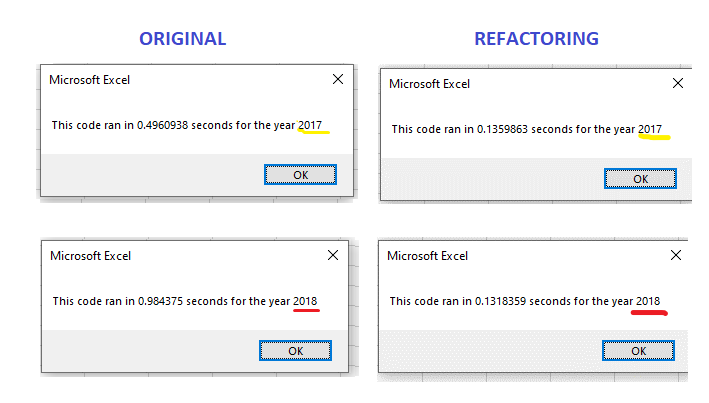 ORIGINAL
REFACTORING
Microsoft Excel
This code ran in 0.4960938 seconds for the year 2017
OK
Microsoft Excel
This code ran in 0.1359863 seconds for the year 2017
OK
Microsoft Excel
This code ran in 0.984375 seconds for the year 2018
OK
Microsoft Excel
This code ran in 0.1318359 seconds for the year 2018
OK